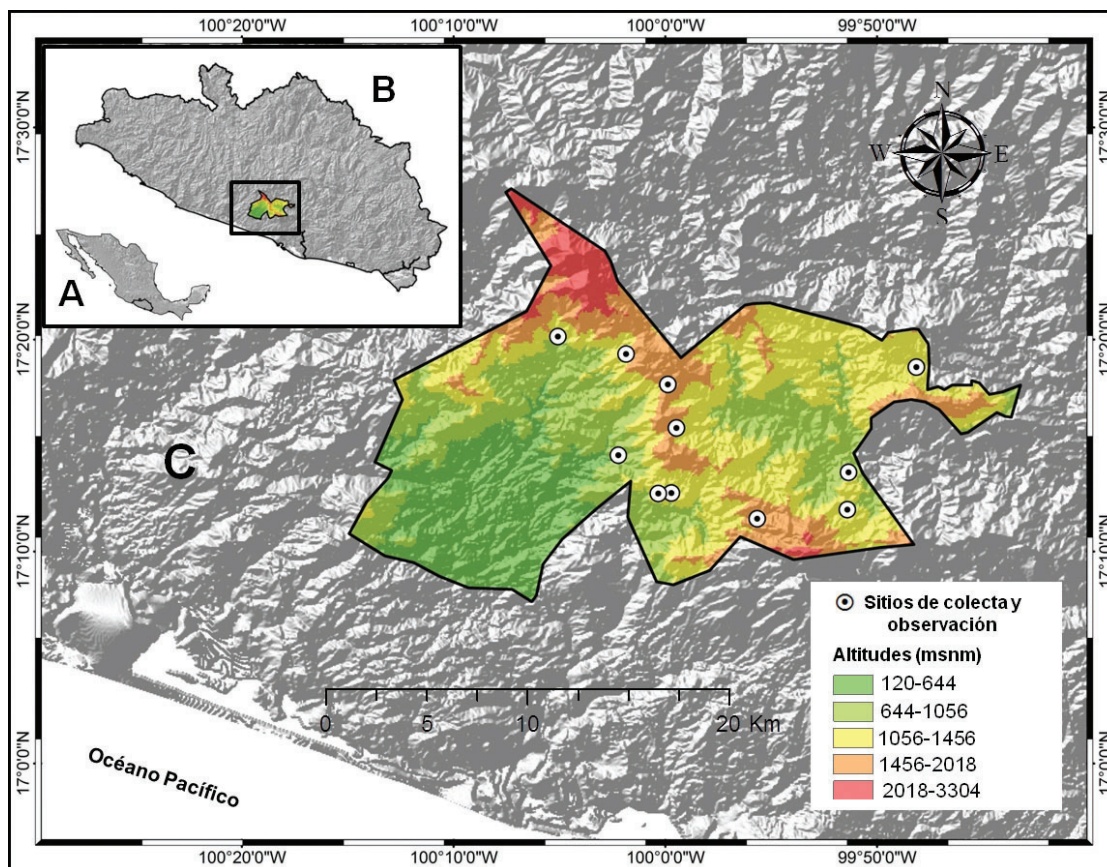 100°20'0"W
100°10'0"W
100°0'0"W
99°50'0"W
17°30'0"N
17°20'0"N
17°10'0"N
17°0'0"N
17°30'0"N
17°20'0"N
17°10'0"N
17°0'0"N
B
A
C
N
W
E
S
Sitios de colecta y
observación
Altitudes (msnm)
120-644
644-1056
1056-1456
1456-2018
2018-3304
0
5
10
20 Km
Océano Pacífico
100°20'0"W
100°10'0"W
100°0'0"W
99°50'0"W